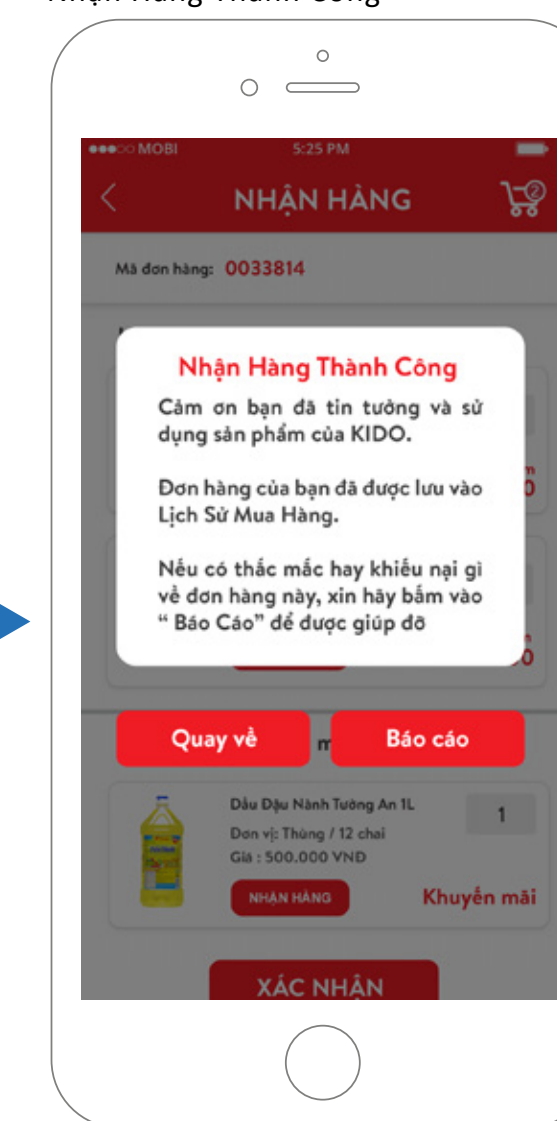 Nhận Hàng Thành Công
MOBI 5:25 PM
NHẬN HÀNG 2
Mã đơn hàng: 0033814
Nhận Hàng Thành Công
Cảm ơn bạn đã tin tưởng và sử
dụng sản phẩm của KIDO.
Đơn hàng của bạn đã được lưu vào
Lịch Sử Mua Hàng.
Nếu có thắc mắc hay khiếu nại gì
về đơn hàng này, xin hãy bấm vào
“ Báo Cáo” để được giúp đỡ
Quay về Báo cáo
Dầu Đậu Nành Tường An 1L
Đơn vị: Thùng / 12 chai 1
Giá : 500.000 VNĐ
NHẬN HÀNG Khuyến mãi
XÁC NHẬN